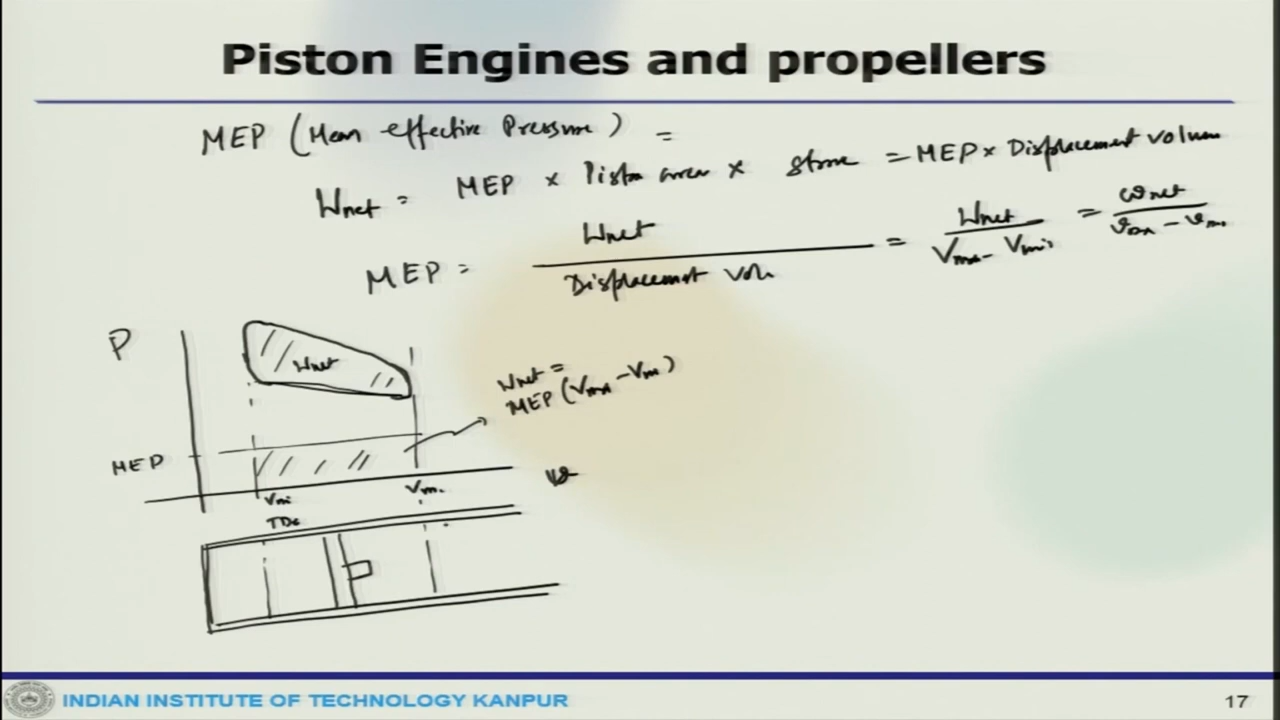 Piston Engines and propellers
MEP (Mean effective Pressure) =
Wnet = MEP × Piston area × stroke = MEP × Displacement volume
MEP = Wnet / Displacement vol. = Wnet / Vmax - Vmin = wnet / vmax - vmin
P
Wnet
Wnet =
MEP (Vmax - Vmin)
MEP
Vmin
TDC
INDIAN INSTITUTE OF TECHNOLOGY KANPUR
17